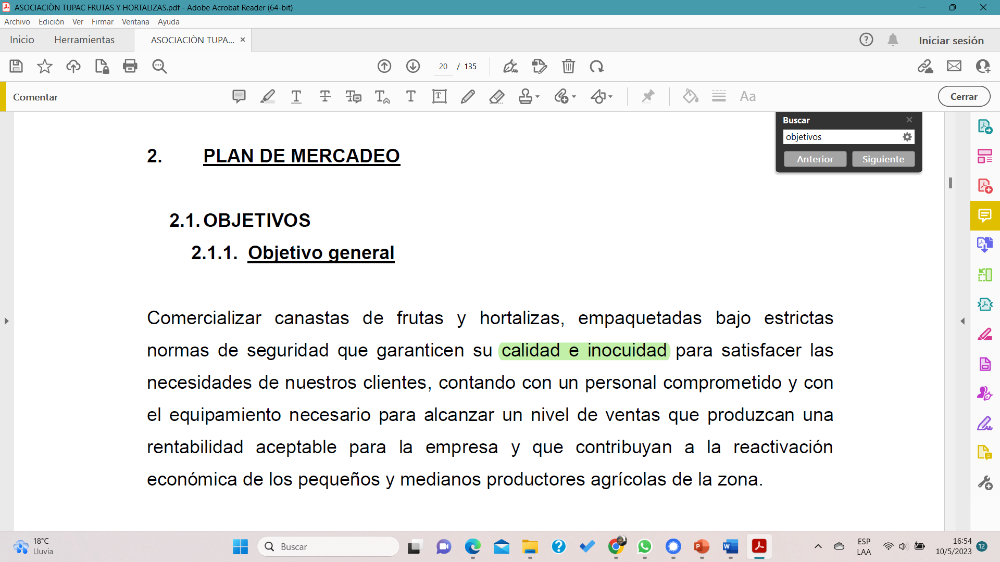 ASOCIACIÒN TUPAC FRUTAS Y HORTALIZAS.pdf - Adobe Acrobat Reader (64-bit)
Archivo Edición Ver Firmar Ventana Ayuda
Inicio Herramientas ASOCIACIÒN TUPA... Iniciar sesión
20 / 135
Comentar Aa Cerrar
Buscar
objetivos
Anterior Siguiente
2. PLAN DE MERCADEO
2.1. OBJETIVOS
2.1.1. Objetivo general
Comercializar canastas de frutas y hortalizas, empaquetadas bajo estrictas
normas de seguridad que garanticen su calidad e inocuidad para satisfacer las
necesidades de nuestros clientes, contando con un personal comprometido y con
el equipamiento necesario para alcanzar un nivel de ventas que produzcan una
rentabilidad aceptable para la empresa y que contribuyan a la reactivación
económica de los pequeños y medianos productores agrícolas de la zona.
18°C
Lluvia
Buscar
ESP
LAA
16:54
10/5/2023
12